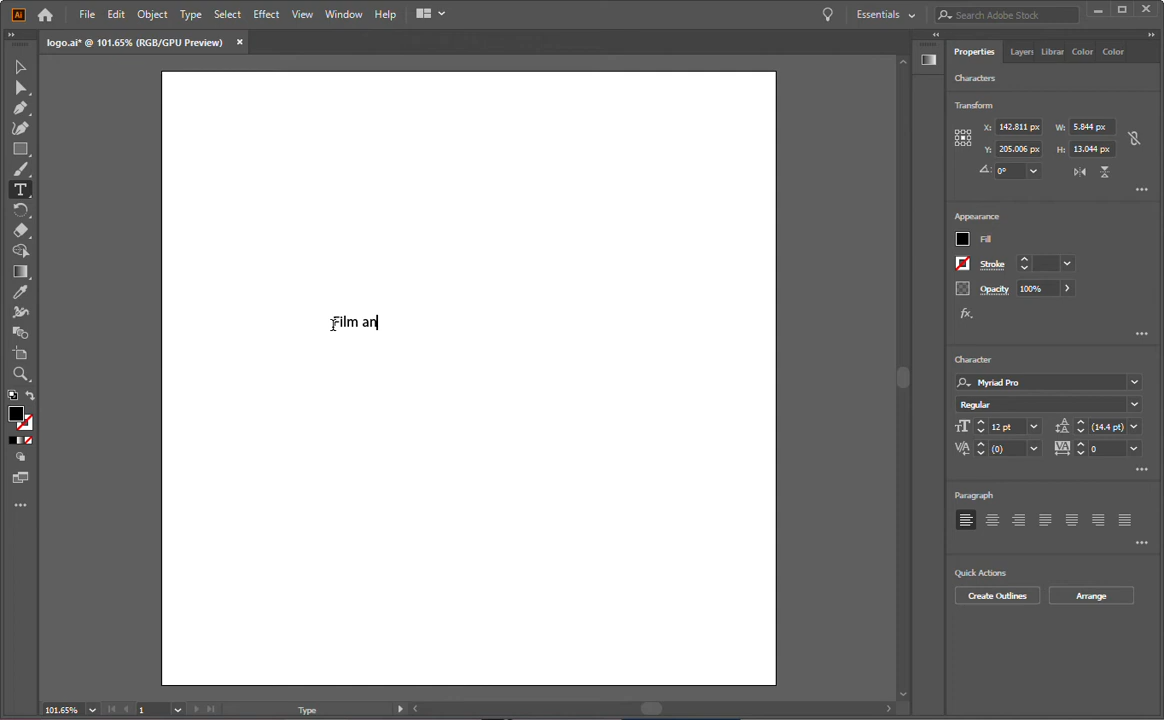 Ai File Edit Object Type Select Effect View Window Help Essentials Search Adobe Stock
logo.ai* @ 101.65% (RGB/GPU Preview)
Properties Layers Librar Color Color
Characters
Transform
X: 142.811 px W: 5.844 px
Y: 205.006 px H: 13.044 px
0°
Appearance
Fill
Stroke
Opacity 100%
fx.
Film an
Character
Myriad Pro
Regular
12 pt (14.4 pt)
(0) 0
Paragraph
Quick Actions
Create Outlines Arrange
101.65% 1 Type